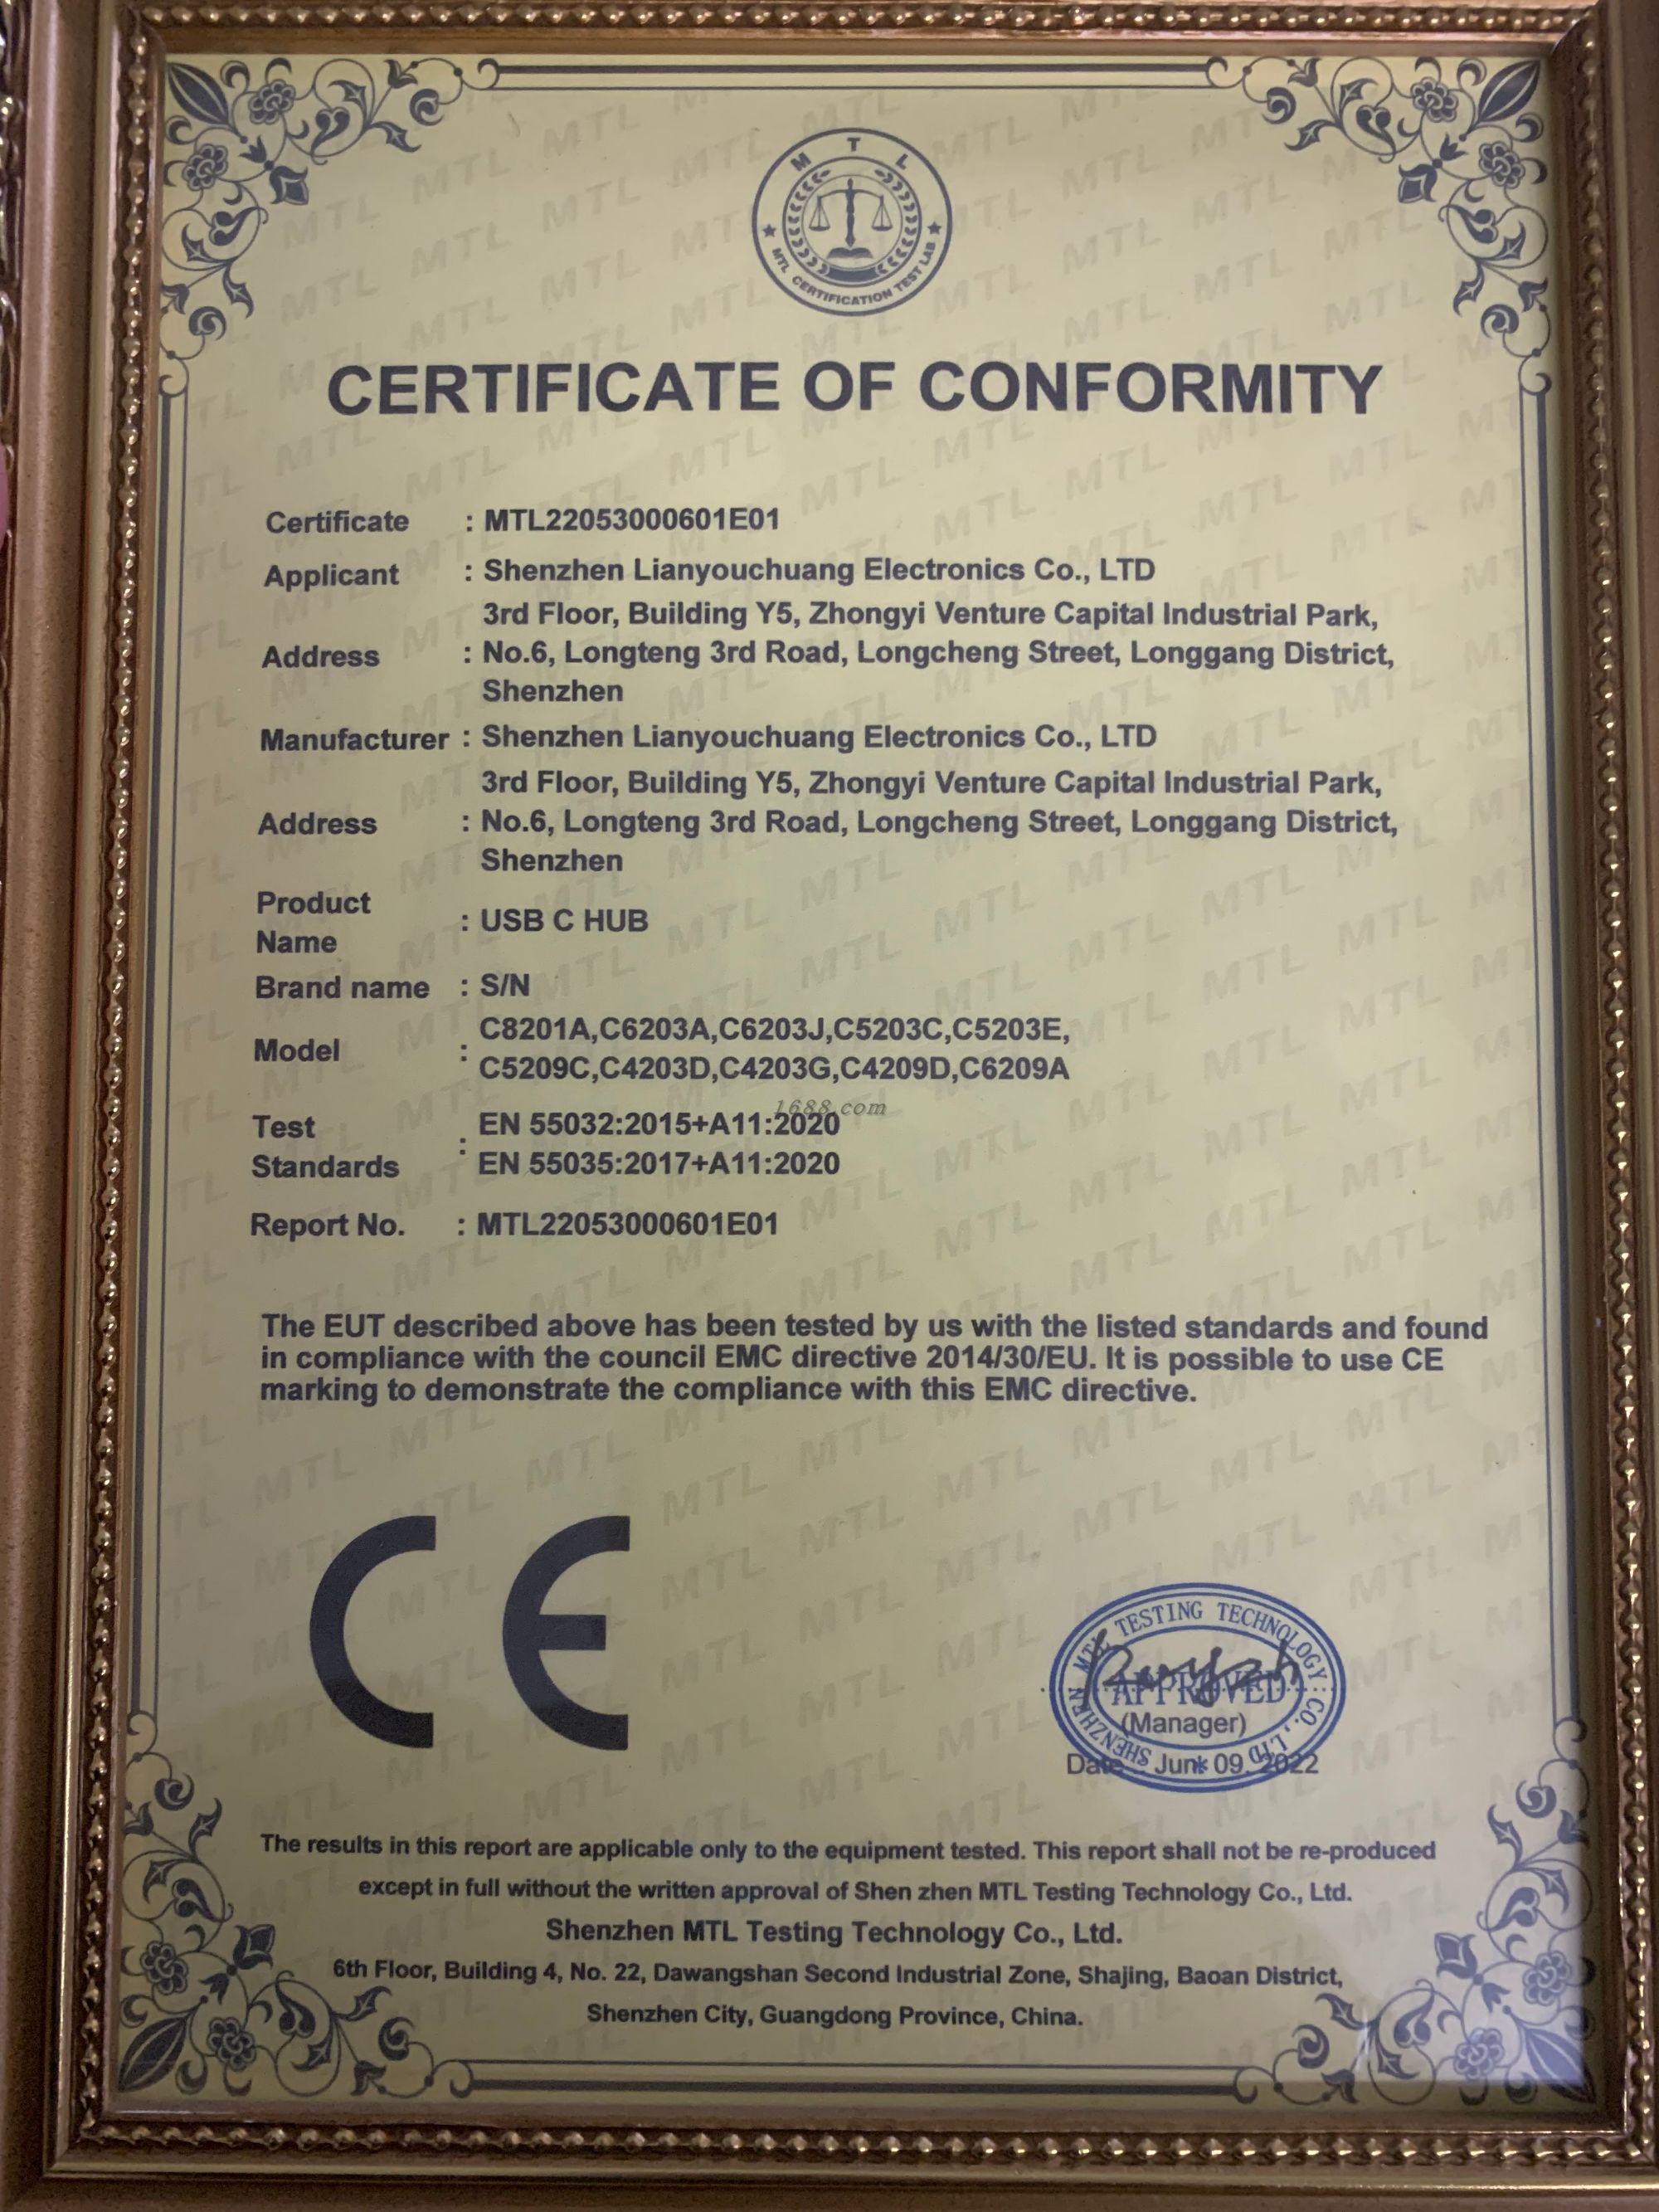 M T L
MTL CERTIFICATION TEST LAB
CERTIFICATE OF CONFORMITY
Certificate : MTL22053000601E01
Applicant : Shenzhen Lianyouchuang Electronics Co., LTD
3rd Floor, Building Y5, Zhongyi Venture Capital Industrial Park,
Address : No.6, Longteng 3rd Road, Longcheng Street, Longgang District,
Shenzhen
Manufacturer : Shenzhen Lianyouchuang Electronics Co., LTD
3rd Floor, Building Y5, Zhongyi Venture Capital Industrial Park,
Address : No.6, Longteng 3rd Road, Longcheng Street, Longgang District,
Shenzhen
Product
Name : USB C HUB
Brand name : S/N
Model : C8201A,C6203A,C6203J,C5203C,C5203E,
C5209C,C4203D,C4203G,C4209D,C6209A
1688.com
Test
Standards : EN 55032:2015+A11:2020
EN 55035:2017+A11:2020
Report No. : MTL22053000601E01
The EUT described above has been tested by us with the listed standards and found
in compliance with the council EMC directive 2014/30/EU. It is possible to use CE
marking to demonstrate the compliance with this EMC directive.
CE
SHENZHEN MTL TESTING TECHNOLOGY CO., LTD
APPROVED
(Manager)
Date: Jun 09, 2022
The results in this report are applicable only to the equipment tested. This report shall not be re-produced
except in full without the written approval of Shen zhen MTL Testing Technology Co., Ltd.
Shenzhen MTL Testing Technology Co., Ltd.
6th Floor, Building 4, No. 22, Dawangshan Second Industrial Zone, Shajing, Baoan District,
Shenzhen City, Guangdong Province, China.